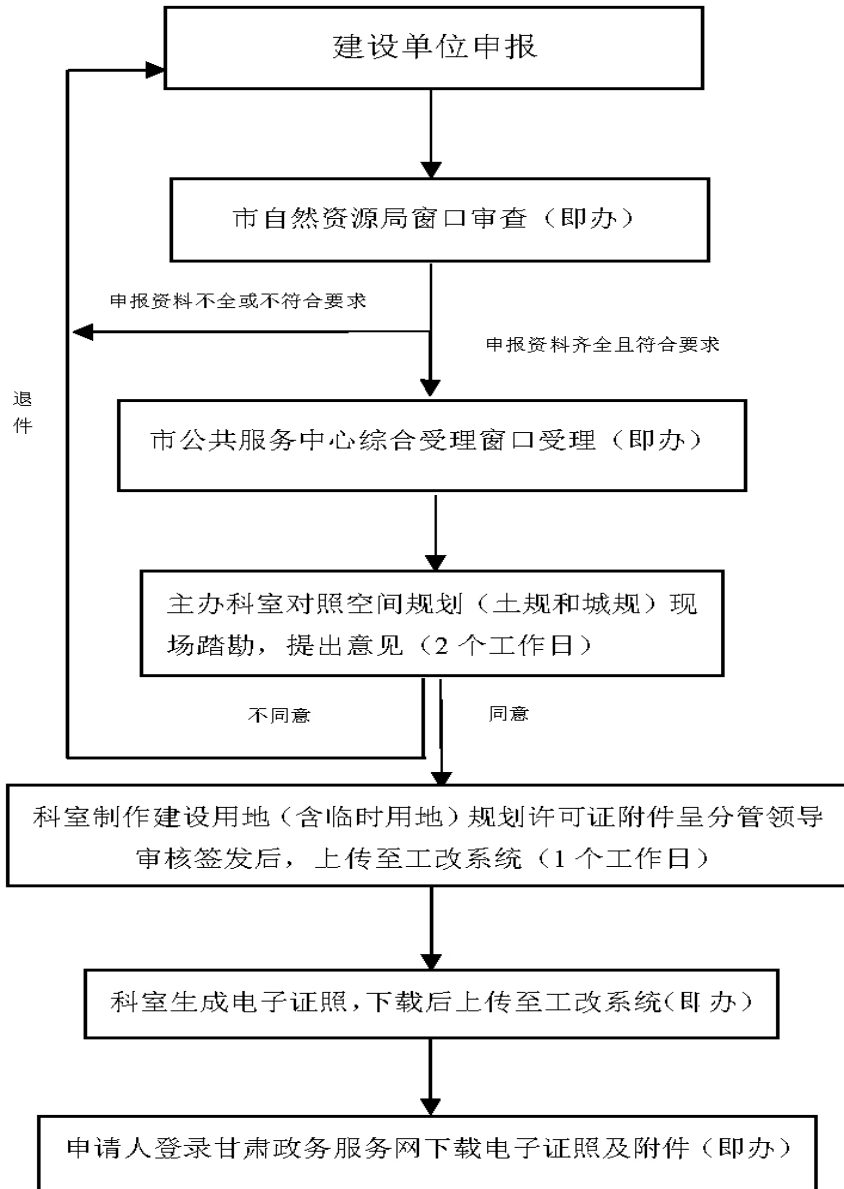 建设单位申报
市自然资源局窗口审查（即办）
申报资料不全或不符合要求
申报资料齐全且符合要求
退
件
市公共服务中心综合受理窗口受理（即办）
主办科室对照空间规划（土规和城规）现
场踏勘，提出意见（2 个工作日）
不同意
同意
科室制作建设用地（含临时用地）规划许可证附件呈分管领导
审核签发后，上传至工改系统（1 个工作日）
科室生成电子证照，下载后上传至工改系统（即办）
申请人登录甘肃政务服务网下载电子证照及附件（即办）